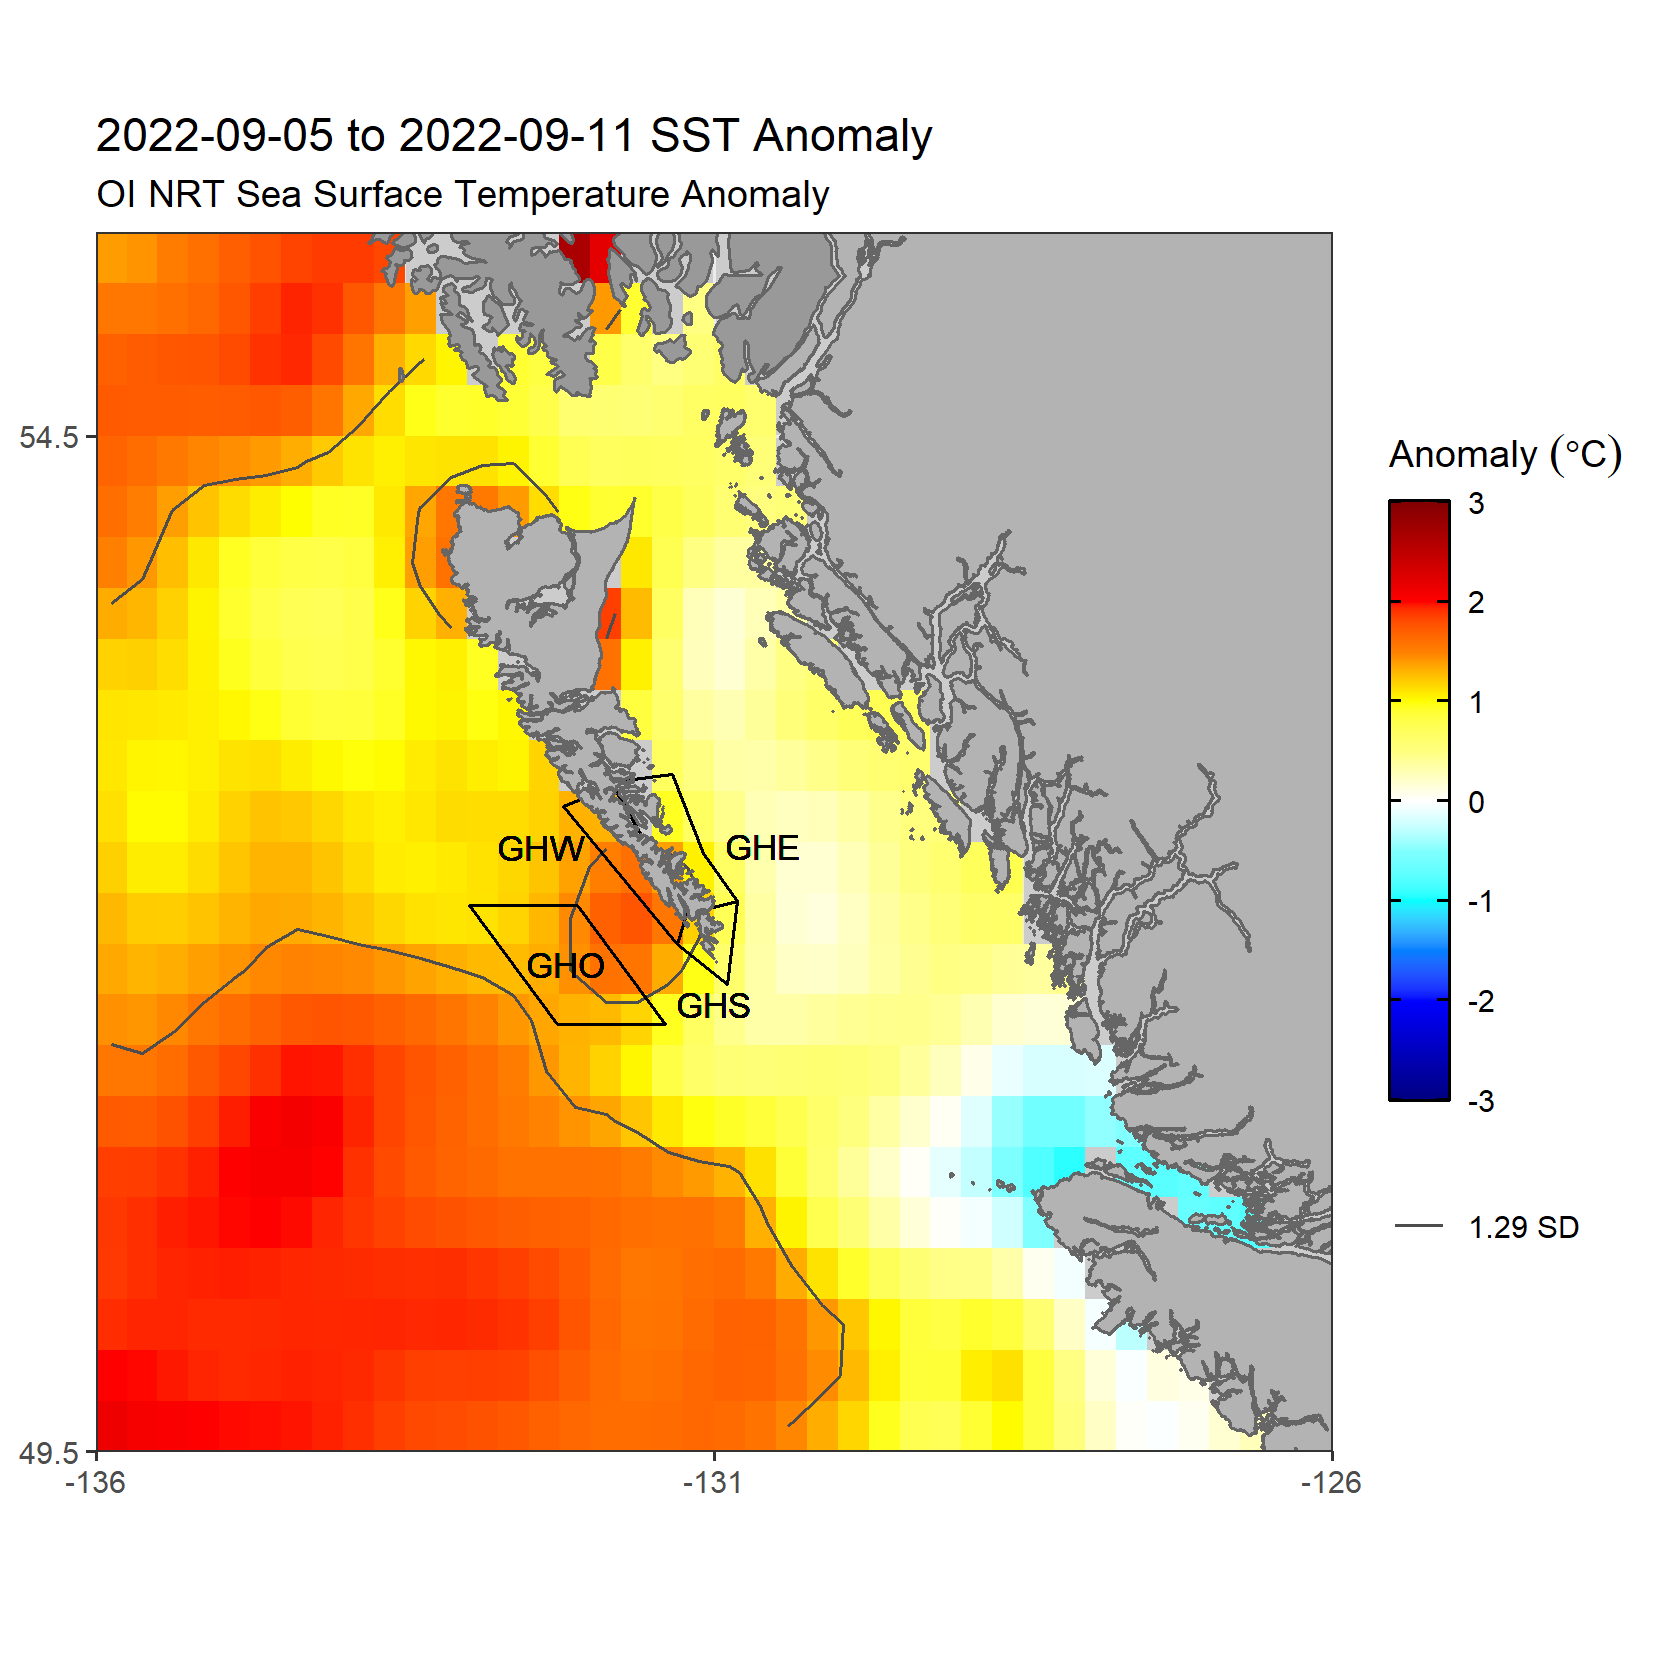 2022-09-05 to 2022-09-11 SST Anomaly
OI NRT Sea Surface Temperature Anomaly
54.5
49.5
-136
-131
-126
GHW
GHE
GHO
GHS
Anomaly (°C)
3
2
1
0
-1
-2
-3
1.29 SD